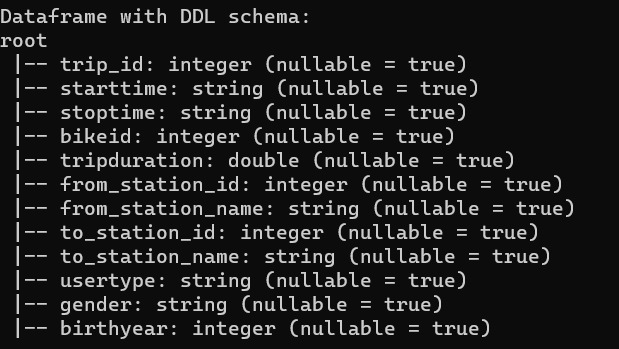 Dataframe with DDL schema:
root
 |-- trip_id: integer (nullable = true)
 |-- starttime: string (nullable = true)
 |-- stoptime: string (nullable = true)
 |-- bikeid: integer (nullable = true)
 |-- tripduration: double (nullable = true)
 |-- from_station_id: integer (nullable = true)
 |-- from_station_name: string (nullable = true)
 |-- to_station_id: integer (nullable = true)
 |-- to_station_name: string (nullable = true)
 |-- usertype: string (nullable = true)
 |-- gender: string (nullable = true)
 |-- birthyear: integer (nullable = true)